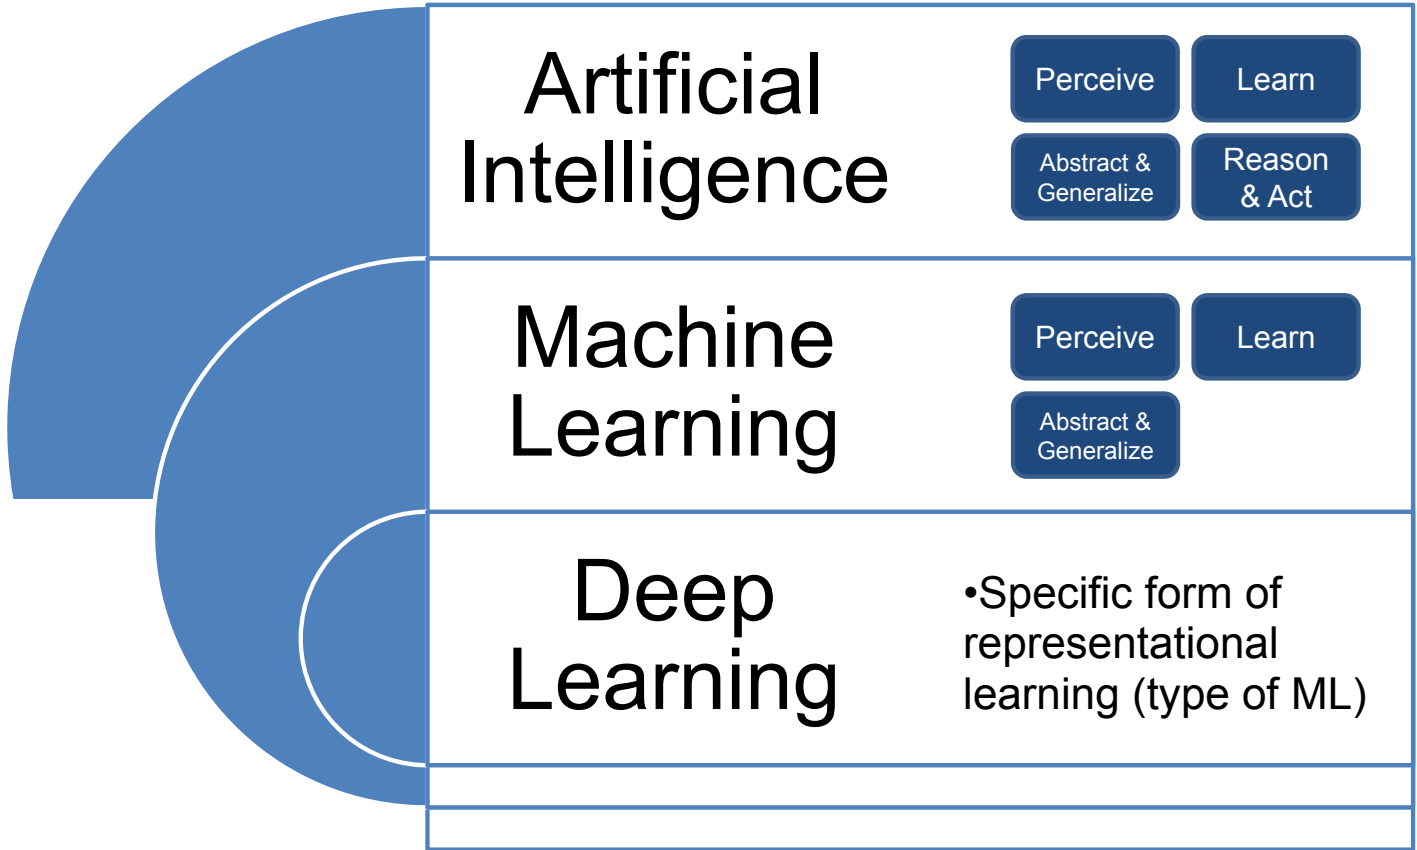 Artificial
Intelligence
Perceive
Learn
Abstract &
Generalize
Reason
& Act
Machine
Learning
Perceive
Learn
Abstract &
Generalize
Deep
Learning
•Specific form of
representational
learning (type of ML)